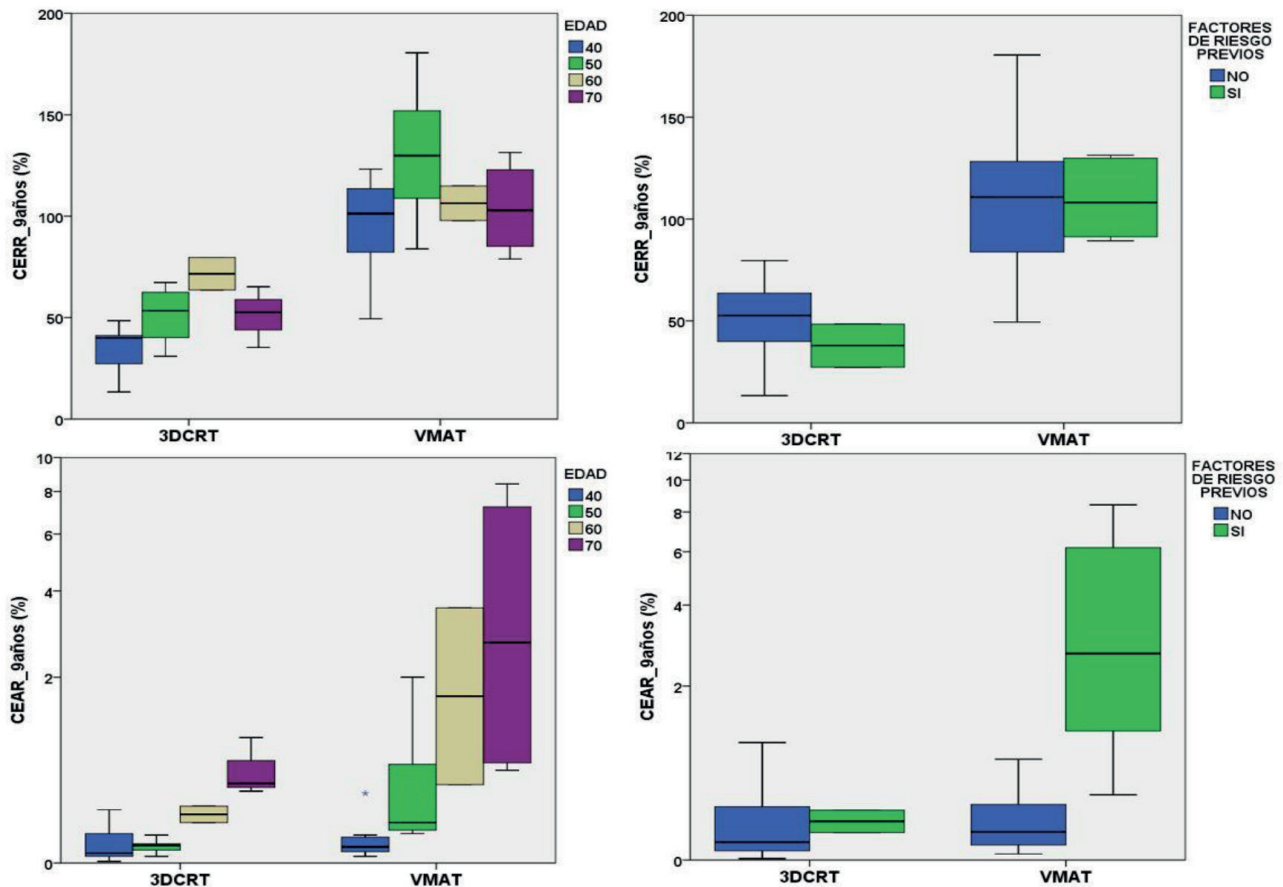 200
150
100
50
0
CERR_9años (%)
3DCRT
VMAT
EDAD
40
50
60
70
200
150
100
50
0
CERR_9años (%)
3DCRT
VMAT
FACTORES
DE RIESGO
PREVIOS
NO
SI
10
8
6
4
2
0
CEAR_9años (%)
3DCRT
VMAT
EDAD
40
50
60
70
*
12
10
8
6
4
2
0
CEAR_9años (%)
3DCRT
VMAT
FACTORES
DE RIESGO
PREVIOS
NO
SI